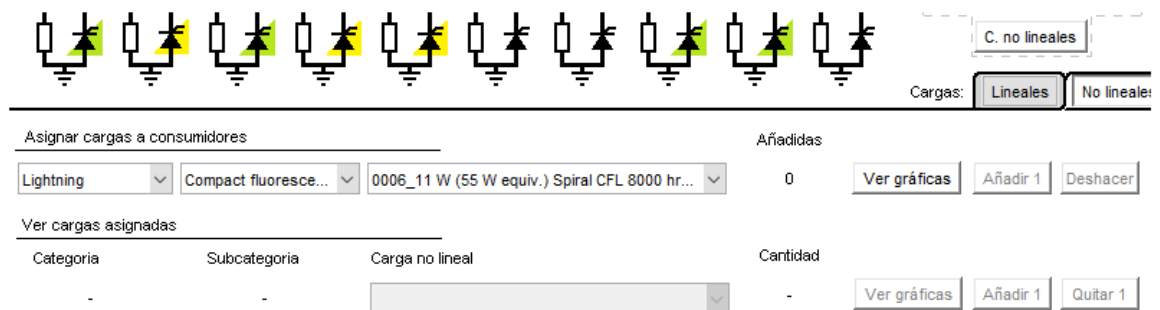 C. no lineales
Cargas: Lineales No lineales
Asignar cargas a consumidores Añadidas
Lightning Compact fluoresce... 0006_11 W (55 W equiv.) Spiral CFL 8000 hr... 0 Ver gráficas Añadir 1 Deshacer
Ver cargas asignadas
Categoria Subcategoria Carga no lineal Cantidad
- - - Ver gráficas Añadir 1 Quitar 1